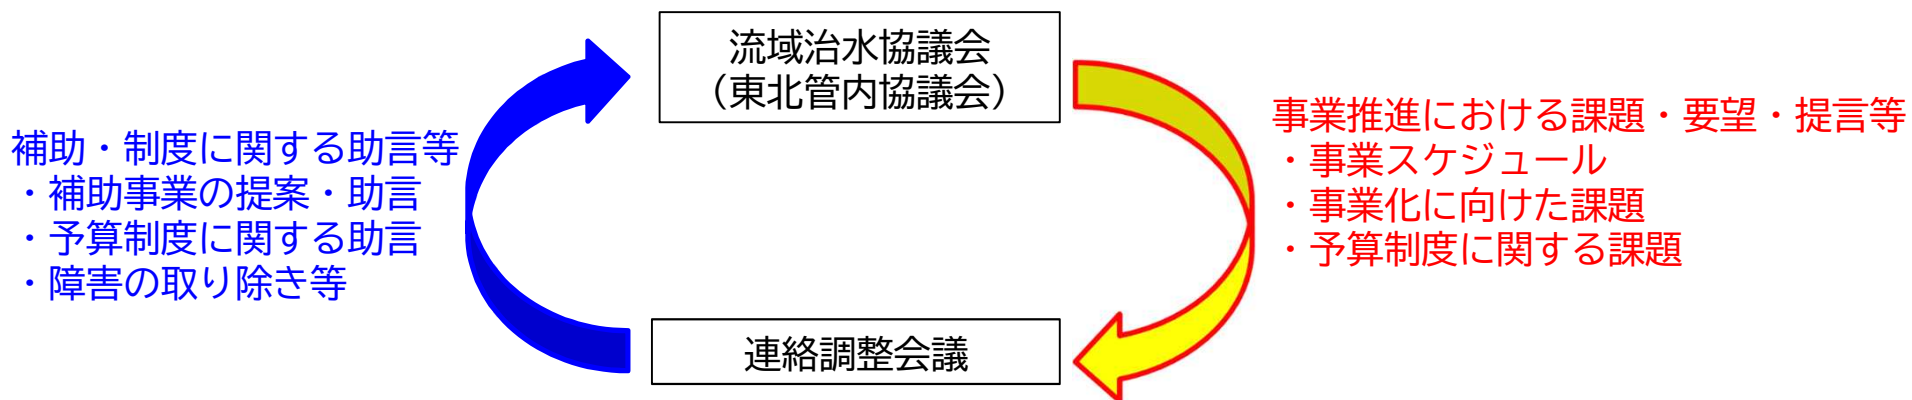 流域治水協議会
（東北管内協議会）
補助・制度に関する助言等
・補助事業の提案・助言
・予算制度に関する助言
・障害の取り除き等
事業推進における課題・要望・提言等
・事業スケジュール
・事業化に向けた課題
・予算制度に関する課題
連絡調整会議